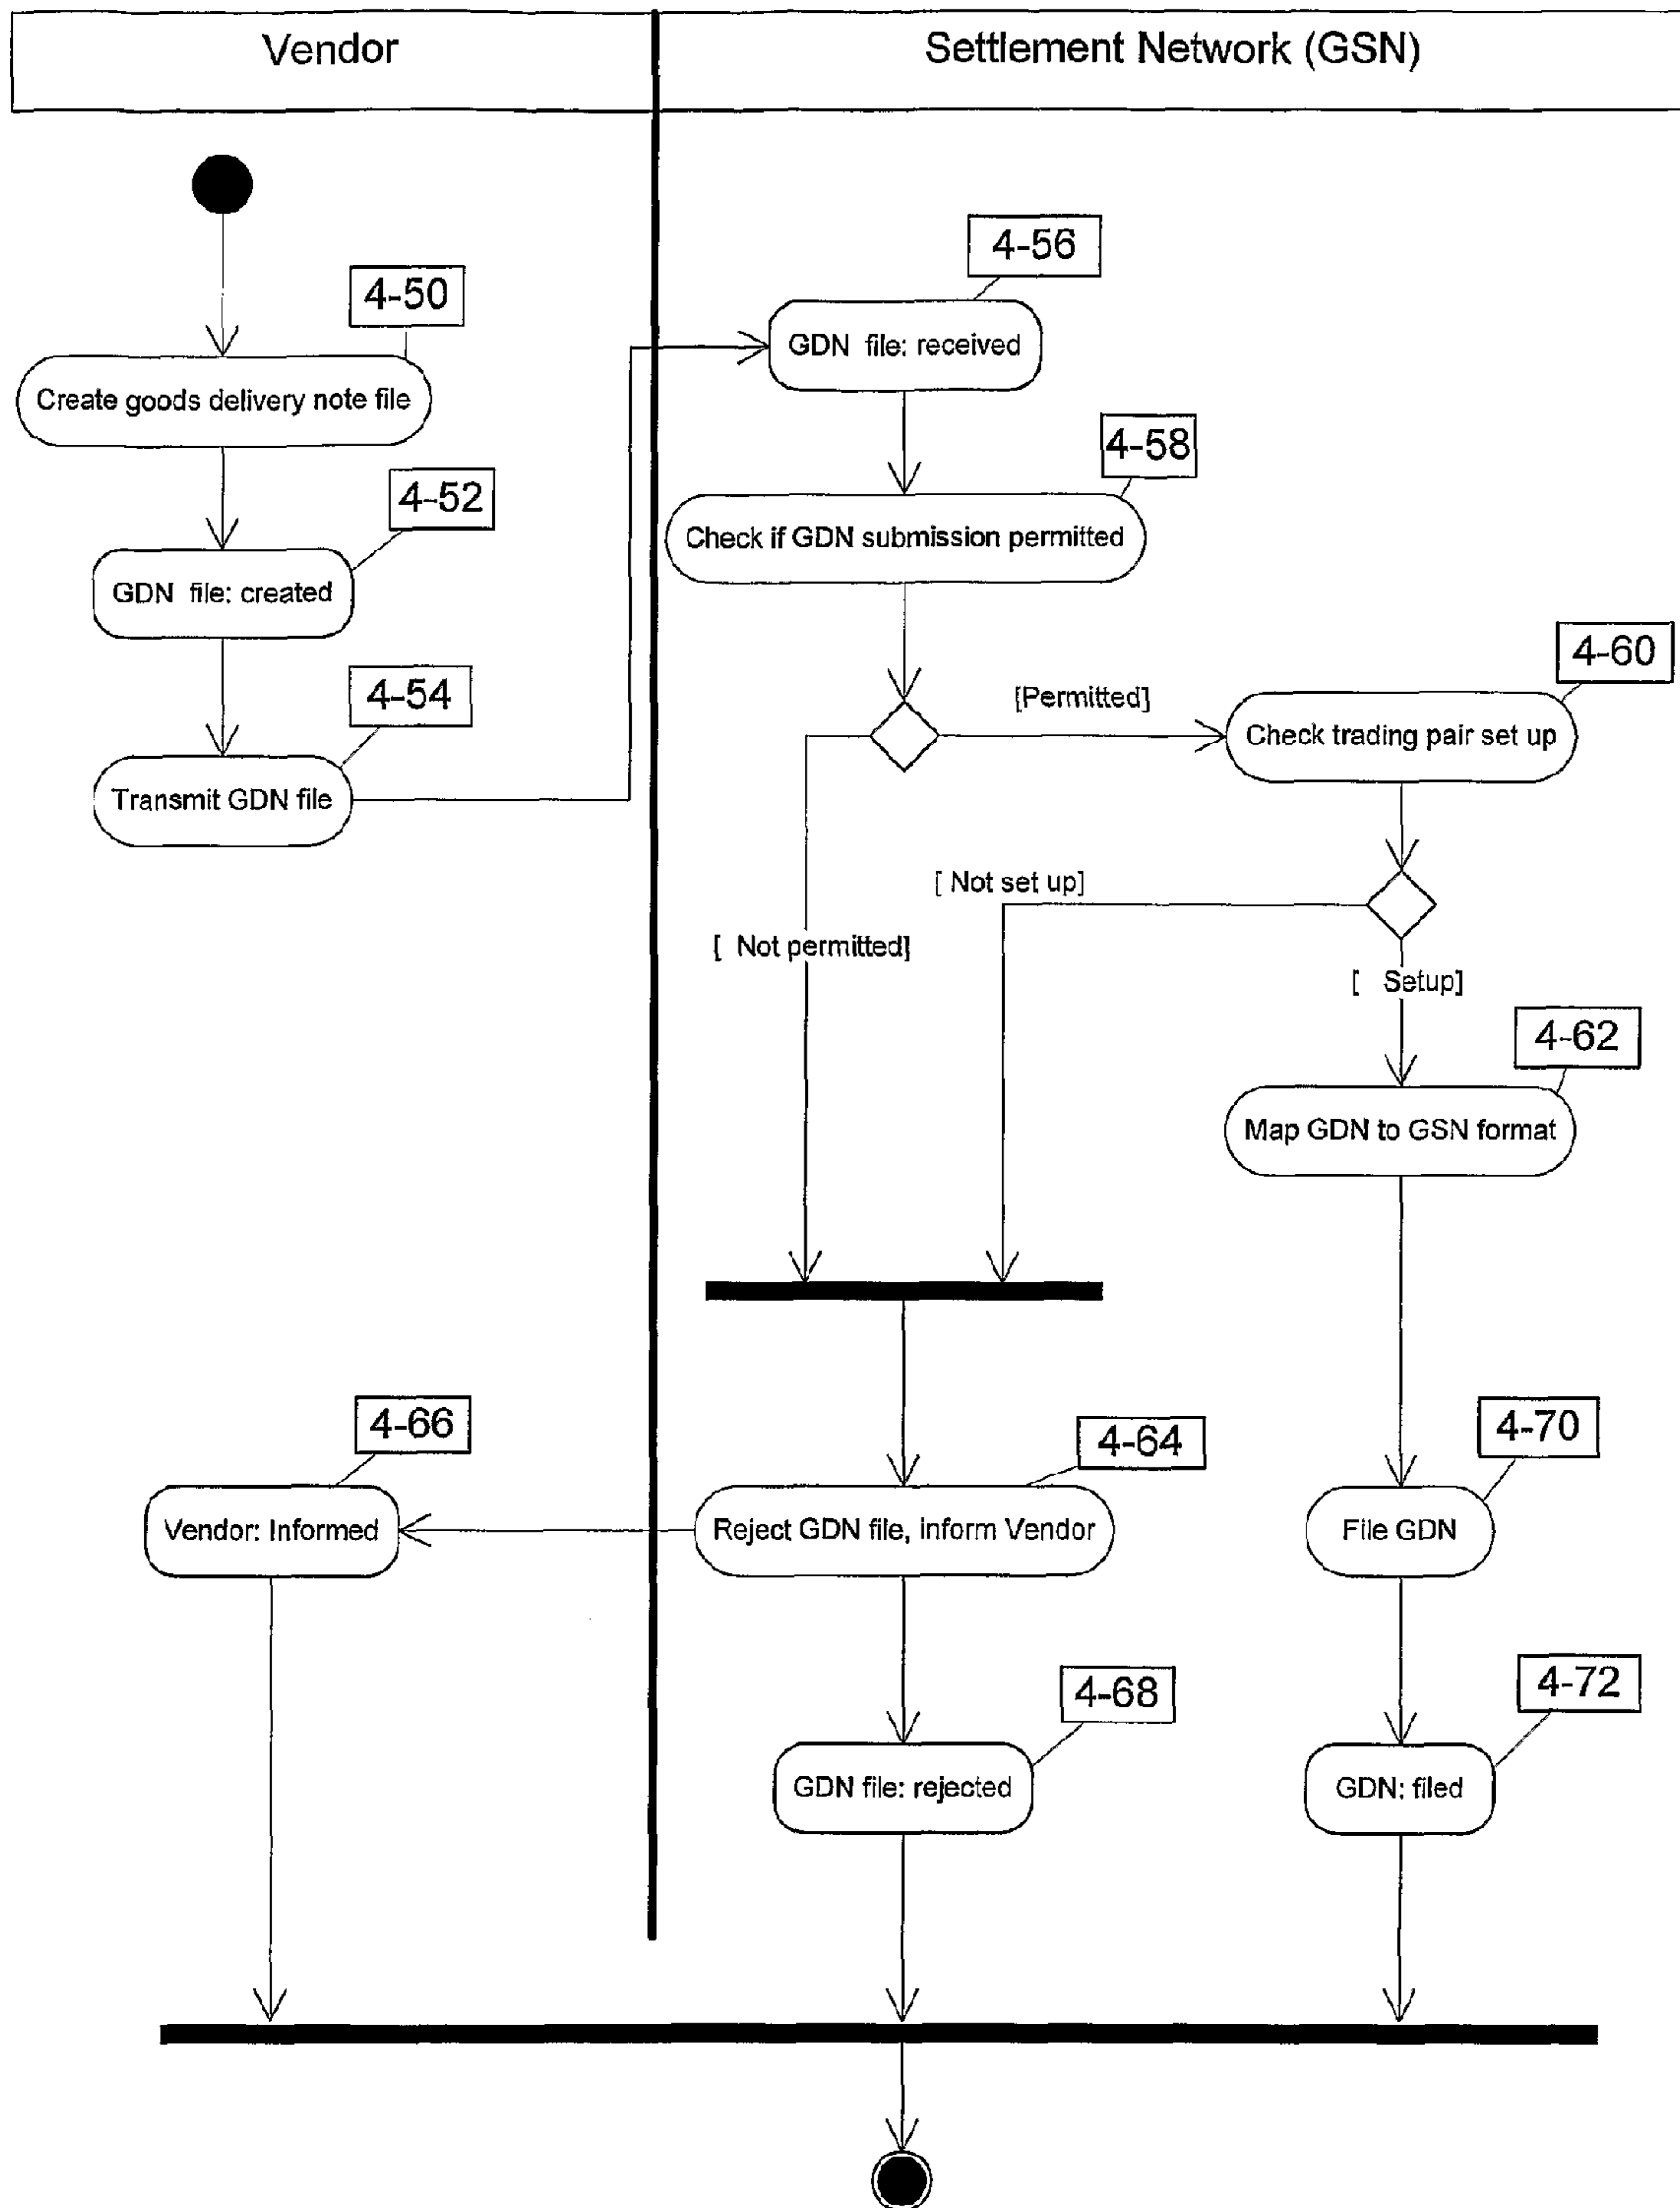 Vendor
Settlement Network (GSN)
4-56
4-50
GDN file: received
Create goods delivery note file
4-58
4-52
Check if GDN submission permitted
GDN file: created
4-60
4-54
[Permitted]
Check trading pair set up
Transmit GDN file
[ Not set up]
[ Not permitted]
[ Setup]
4-62
Map GDN to GSN format
4-66
4-64
4-70
Vendor: Informed
Reject GDN file, inform Vendor
File GDN
4-68
4-72
GDN file: rejected
GDN: filed